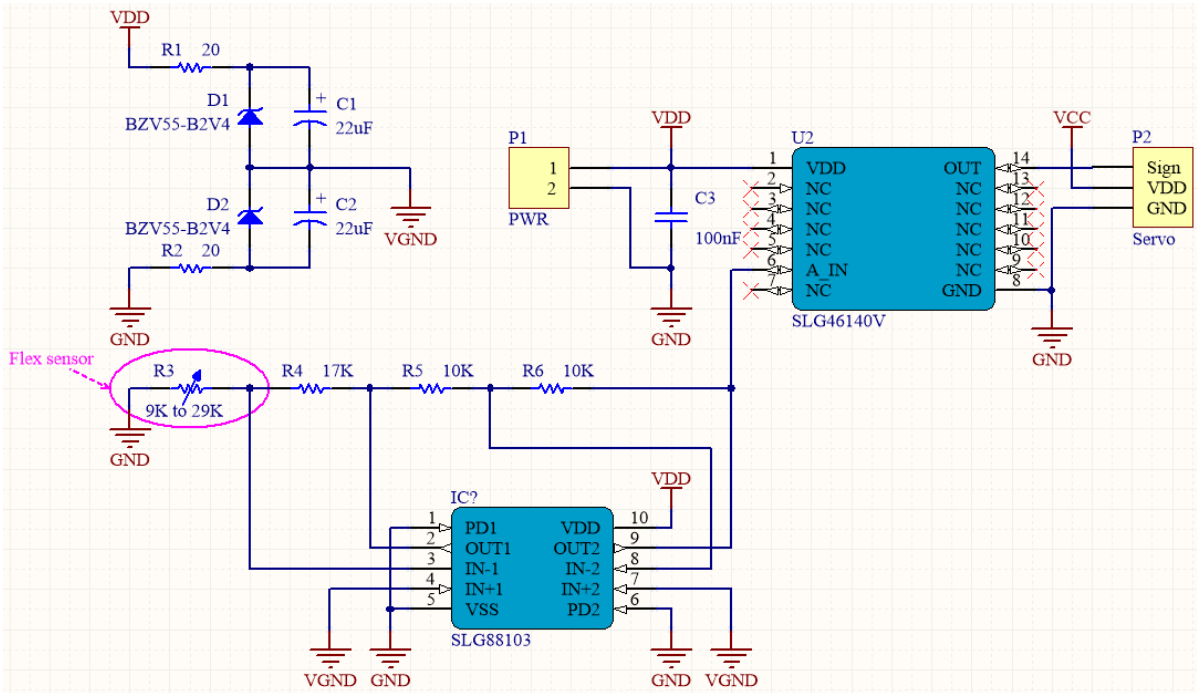 VDD
R1 20
D1
BZV55-B2V4
C1
22uF
D2
BZV55-B2V4
C2
22uF
R2 20
GND
VGND
P1
1
2
PWR
VDD
C3
100nF
GND
U2
1 VDD
2 NC
3 NC
4 NC
5 NC
6 A_IN
7 NC
OUT 14
NC 13
NC 12
NC 11
NC 10
NC 9
GND 8
SLG46140V
VCC
P2
Sign
VDD
GND
Servo
GND
Flex sensor
R3
9K to 29K
GND
R4 17K
R5 10K
R6 10K
IC?
1 PD1
2 OUT1
3 IN-1
4 IN+1
5 VSS
VDD 10
OUT2 9
IN-2 8
IN+2 7
PD2 6
SLG88103
VDD
VGND
GND
GND
VGND